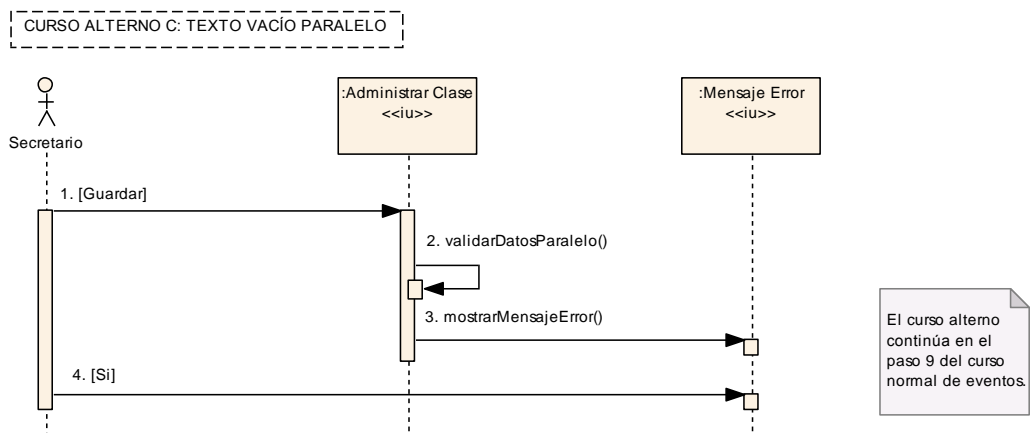 CURSO ALTERNO C: TEXTO VACÍO PARALELO
Secretario
:Administrar Clase
<<iu>>
:Mensaje Error
<<iu>>
1. [Guardar]
2. validarDatosParalelo()
3. mostrarMensajeError()
4. [Si]
El curso alterno
continúa en el
paso 9 del curso
normal de eventos.